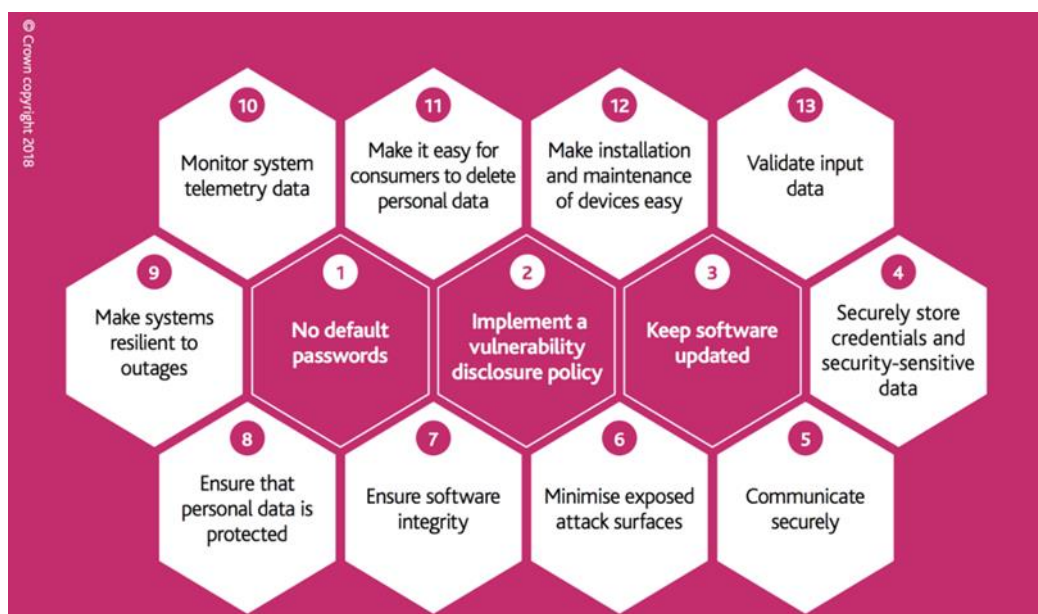 © Crown copyright 2018
10
Monitor system
telemetry data
11
Make it easy for
consumers to delete
personal data
12
Make installation
and maintenance
of devices easy
13
Validate input
data
9
Make systems
resilient to
outages
1
No default
passwords
2
Implement a
vulnerability
disclosure policy
3
Keep software
updated
4
Securely store
credentials and
security-sensitive
data
8
Ensure that
personal data is
protected
7
Ensure software
integrity
6
Minimise exposed
attack surfaces
5
Communicate
securely